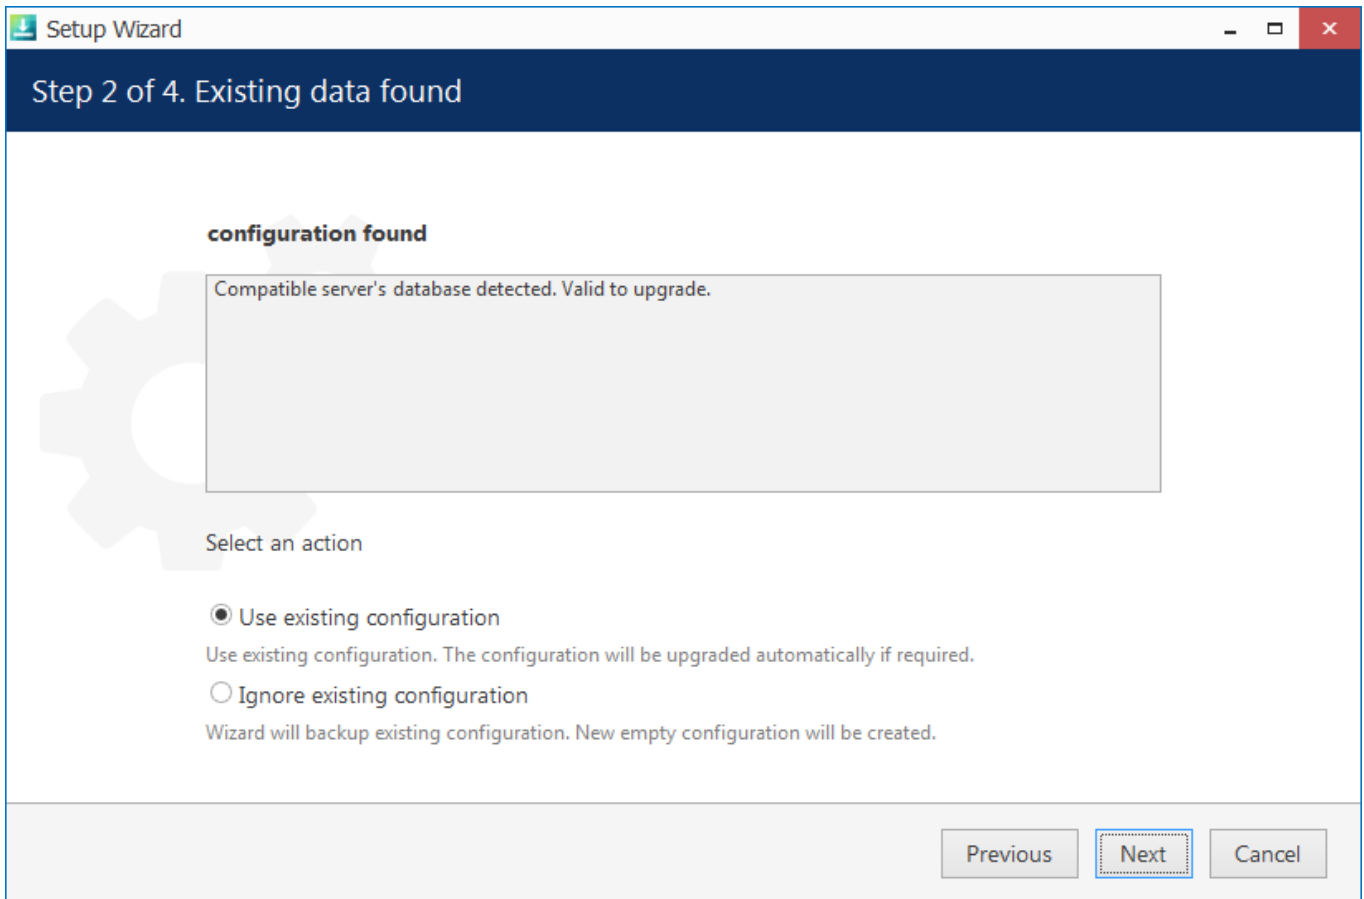 Setup Wizard
Step 2 of 4. Existing data found
configuration found
Compatible server's database detected. Valid to upgrade.
Select an action
Use existing configuration
Use existing configuration. The configuration will be upgraded automatically if required.
Ignore existing configuration
Wizard will backup existing configuration. New empty configuration will be created.
Previous Next Cancel